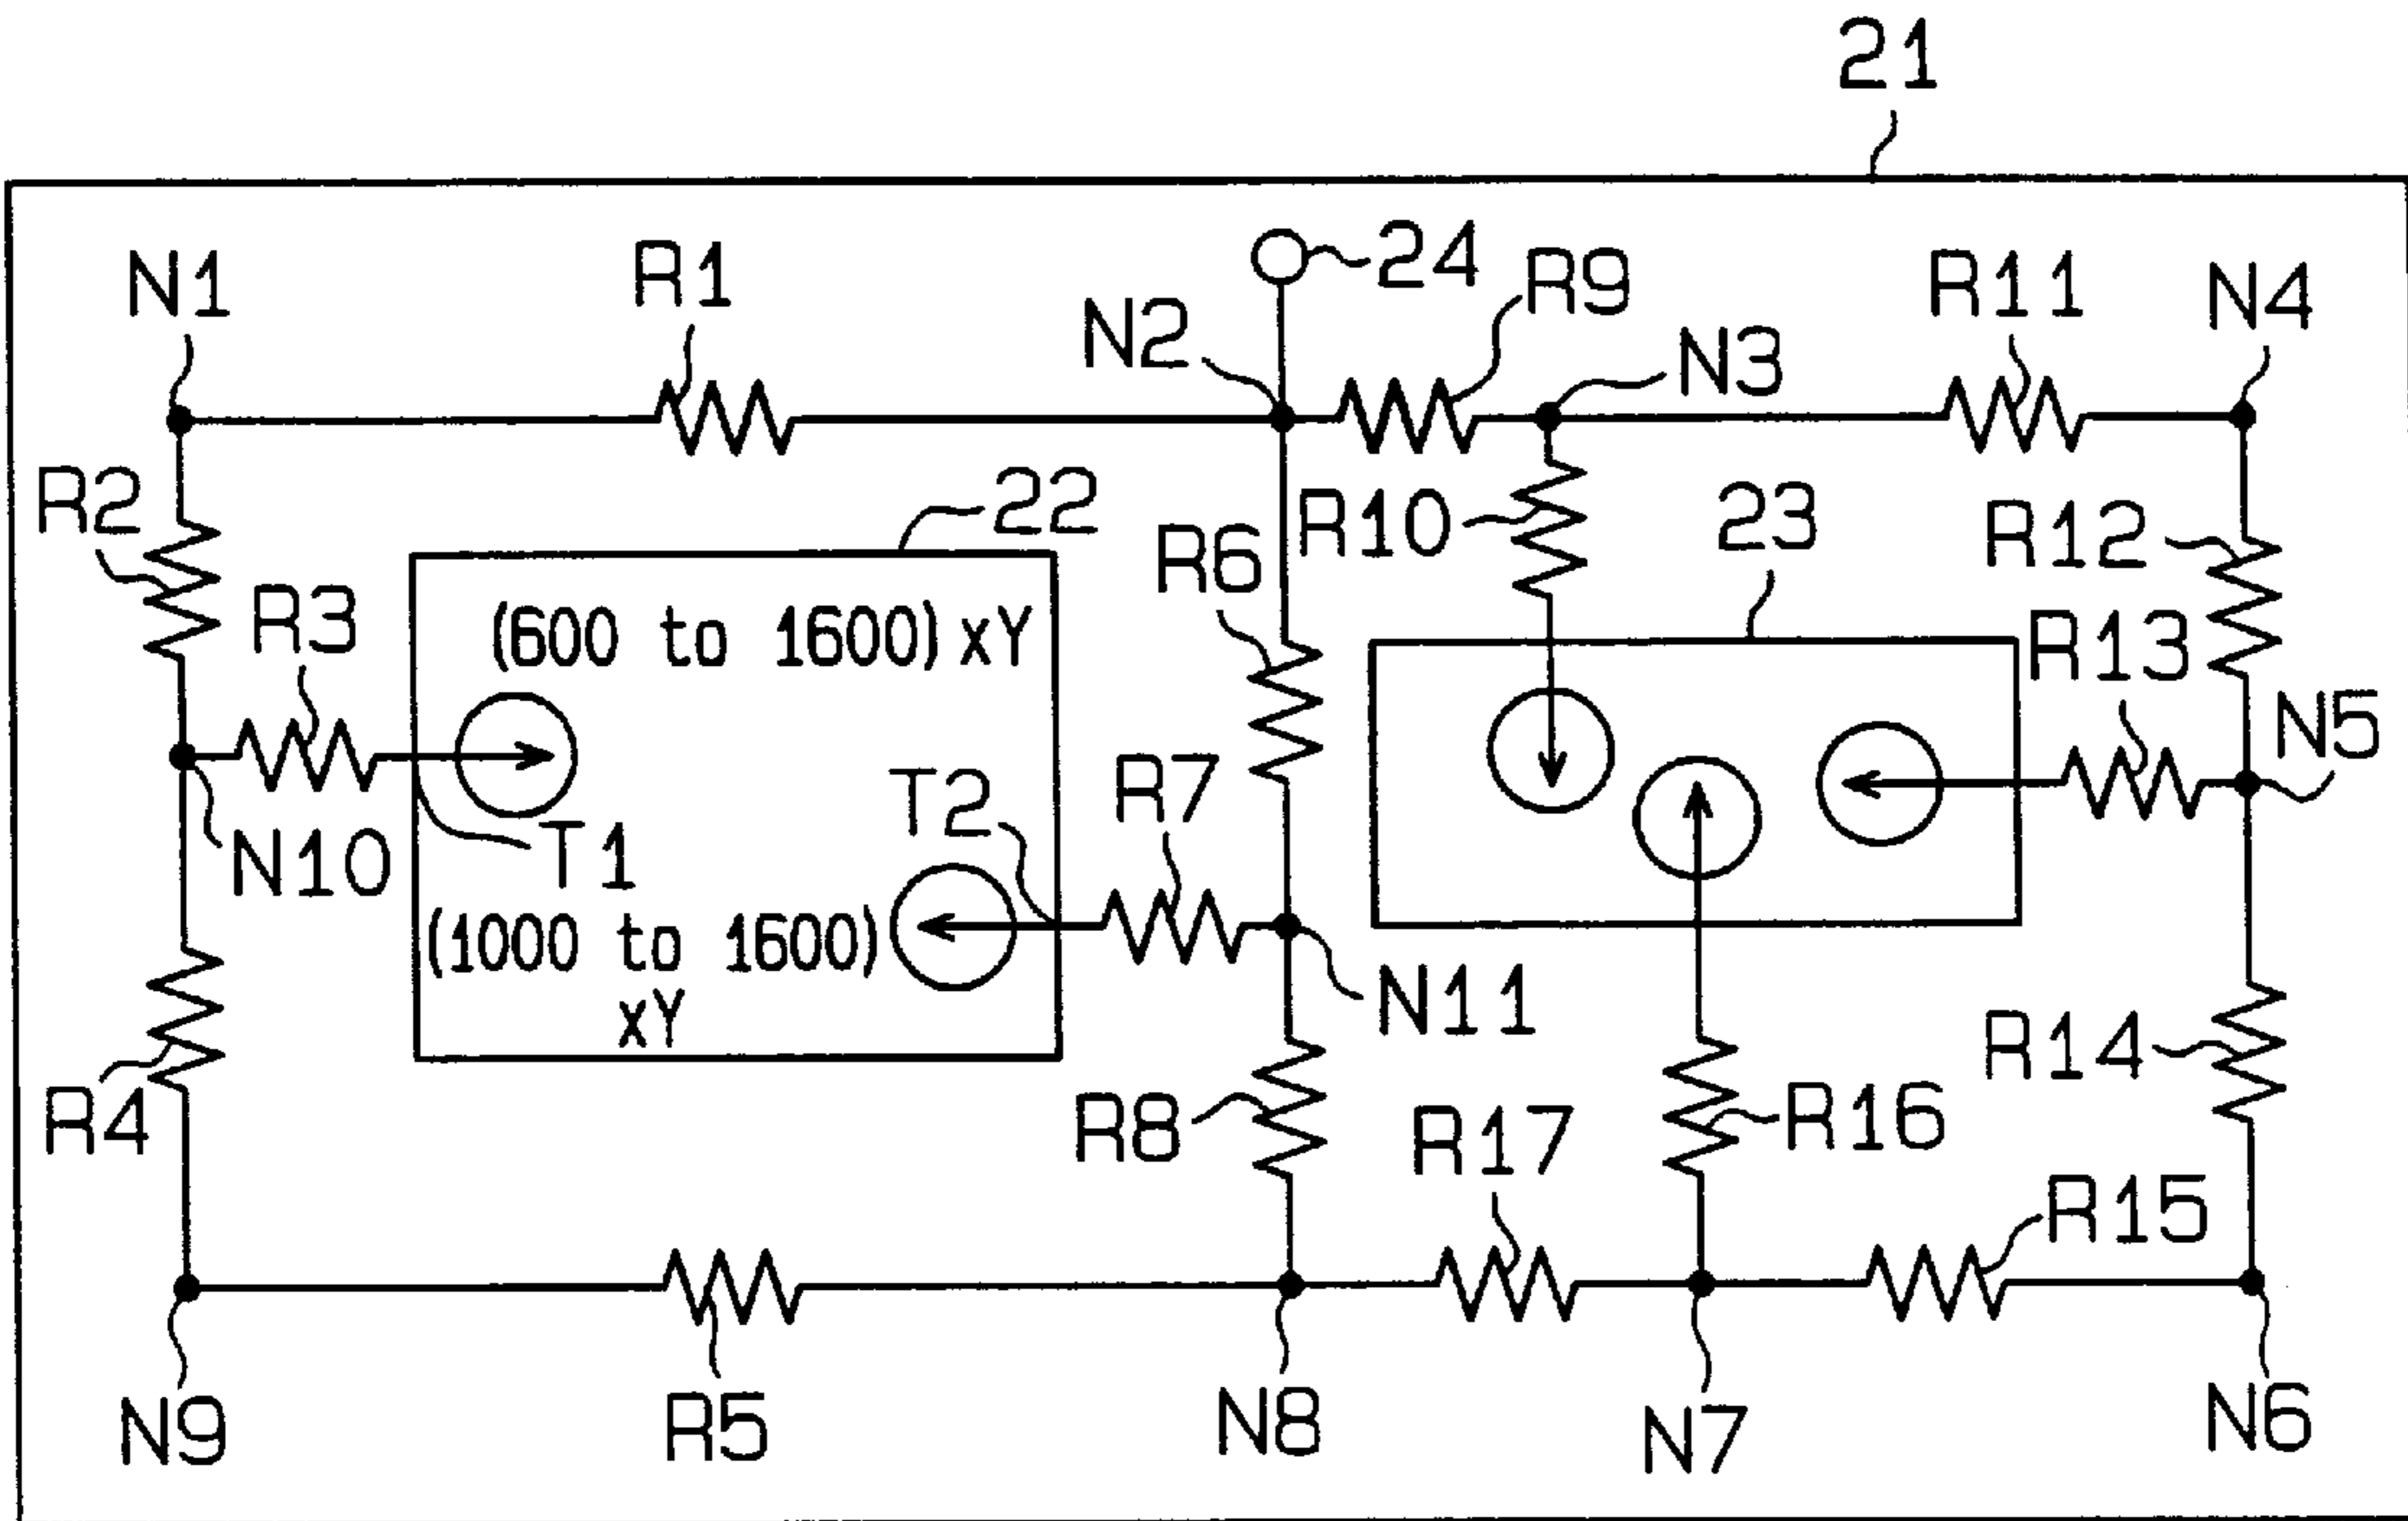 21
N1
R1
24
R9
R11
N4
N2
N3
R2
22
R10
23
R12
R6
R3
(600 to 1600) xY
R13
N5
T2
R7
N10
T1
(1000 to 1600)
xY
N11
R4
R8
R17
R16
R14
R15
N9
R5
N8
N7
N6